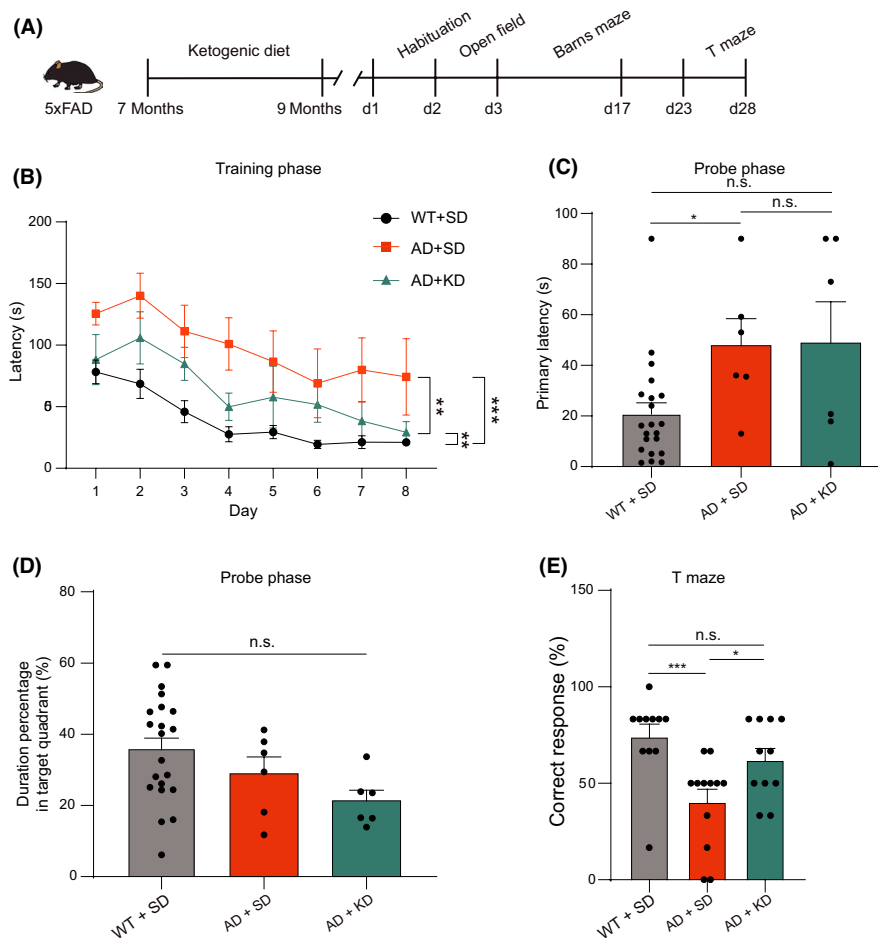 (A)
Ketogenic diet
Habituation
Open field
Barns maze
T maze
5xFAD
7 Months
9 Months
d1
d2
d3
d17
d23
d28
(B)
Training phase
WT+SD
AD+SD
AD+KD
Latency (s)
200
150
100
0
**
***
**
1 2 3 4 5 6 7 8
Day
(C)
Probe phase
n.s.
n.s.
*
Primary latency (s)
100
80
60
40
20
0
WT + SD
AD + SD
AD + KD
(D)
Probe phase
n.s.
Duration percentage
in target quadrant (%)
80
60
40
20
0
WT + SD
AD + SD
AD + KD
(E)
T maze
n.s.
***
*
Correct response (%)
150
100
50
0
WT + SD
AD + SD
AD + KD